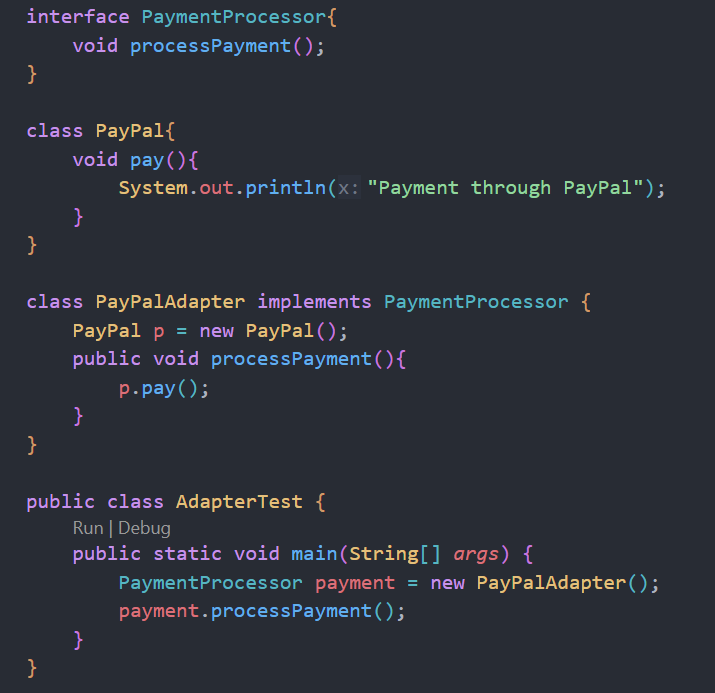 interface PaymentProcessor{
    void processPayment();
}

class PayPal{
    void pay(){
        System.out.println(x: "Payment through PayPal");
    }
}

class PayPalAdapter implements PaymentProcessor {
    PayPal p = new PayPal();
    public void processPayment(){
        p.pay();
    }
}

public class AdapterTest {
    Run | Debug
    public static void main(String[] args) {
        PaymentProcessor payment = new PayPalAdapter();
        payment.processPayment();
    }
}